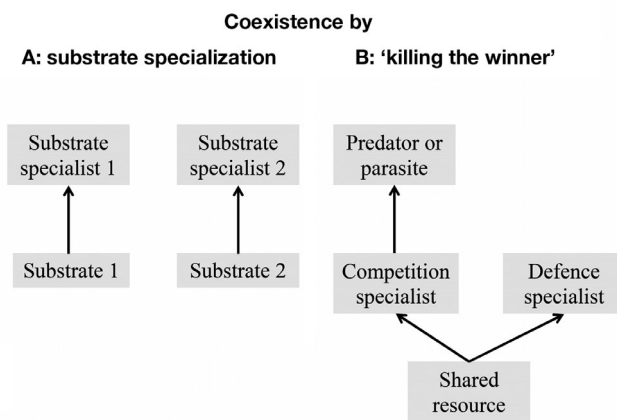 Coexistence by
A: substrate specialization
B: ‘killing the winner’
Substrate
specialist 1
Substrate
specialist 2
Predator or
parasite
Substrate 1
Substrate 2
Competition
specialist
Defence
specialist
Shared
resource